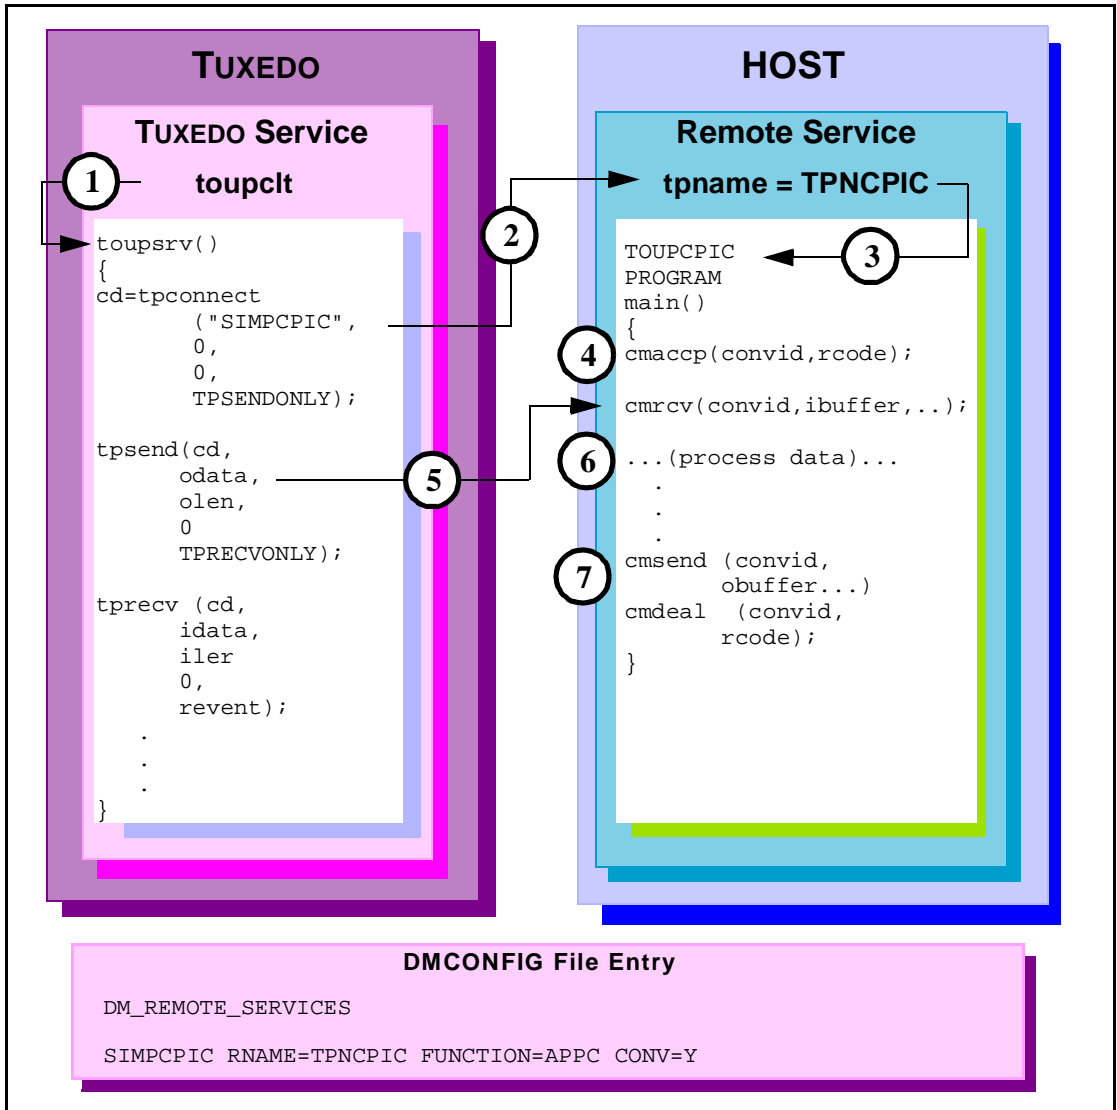 TUXEDO
TUXEDO Service
1
toupclt
toupsrv()
{
cd=tpconnect
("SIMPCPIC",
0,
0,
TPSENDONLY);
tpsend(cd,
odata,
olen,
0
TPRECVONLY);
tprecv (cd,
idata,
iler
0,
revent);
.
.
.
}
2
5
HOST
Remote Service
tpname = TPNCPIC
3
TOUPCPIC
PROGRAM
main()
{
4
cmaccp(convid,rcode);
cmrcv(convid,ibuffer,..);
6
...(process data)...
.
.
.
7
cmsend (convid,
obuffer...)
cmdeal (convid,
rcode);
}
DMCONFIG File Entry
DM_REMOTE_SERVICES
SIMPCPIC RNAME=TPNCPIC FUNCTION=APPC CONV=Y